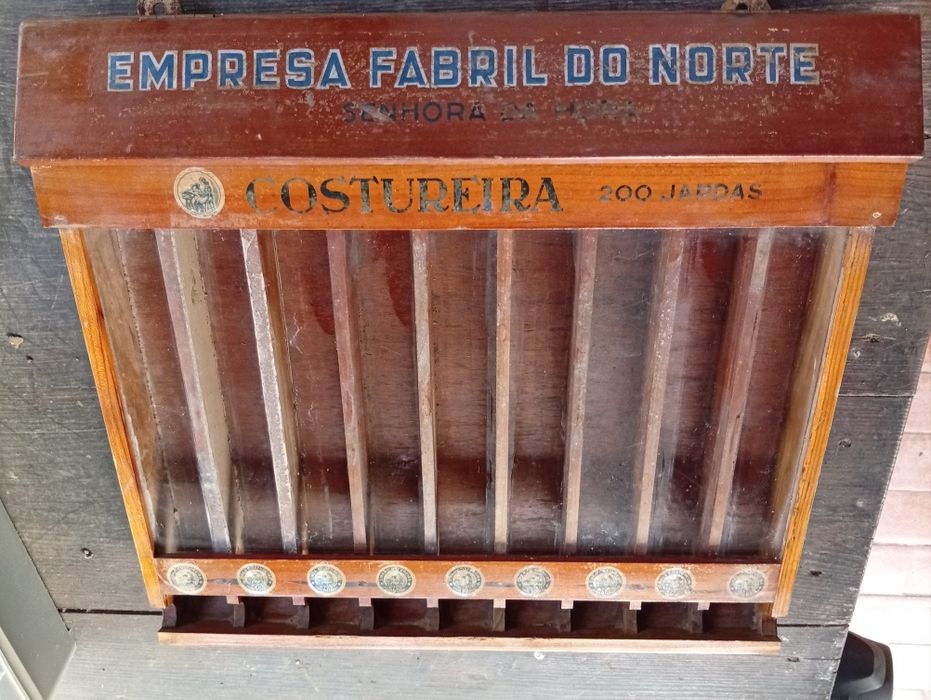 EMPRESA FABRIL DO NORTE
SENHORA DA HORA
COSTUREIRA 200 JARDAS